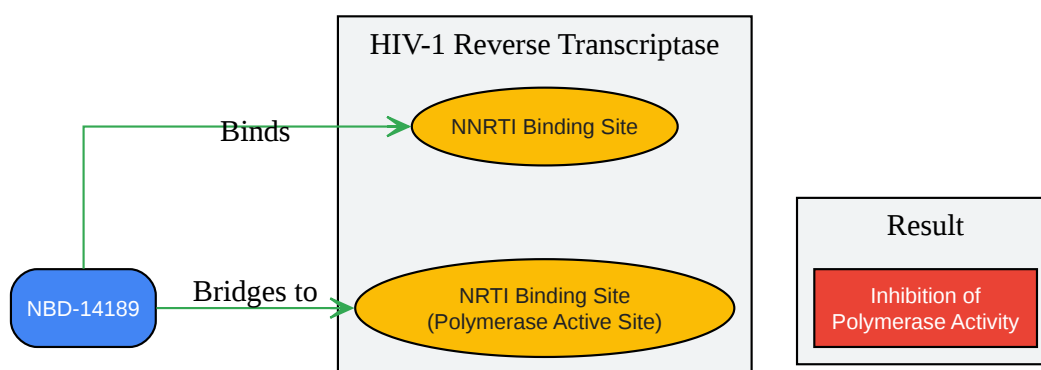 HIV-1 Reverse Transcriptase
NNRTI Binding Site
Binds
Result
NBD-14189
Bridges to
NRTI Binding Site
(Polymerase Active Site)
Inhibition of
Polymerase Activity